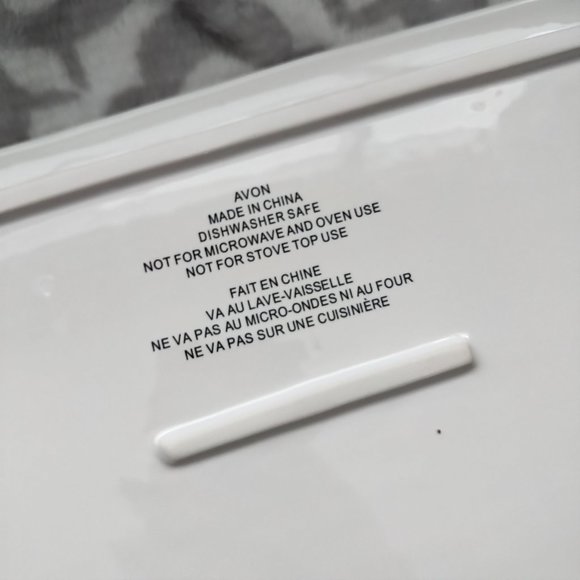 AVON
MADE IN CHINA
DISHWASHER SAFE
NOT FOR MICROWAVE AND OVEN USE
NOT FOR STOVE TOP USE
FAIT EN CHINE
VA AU LAVE-VAISSELLE
NE VA PAS AU MICRO-ONDES NI AU FOUR
NE VA PAS SUR UNE CUISINIÈRE